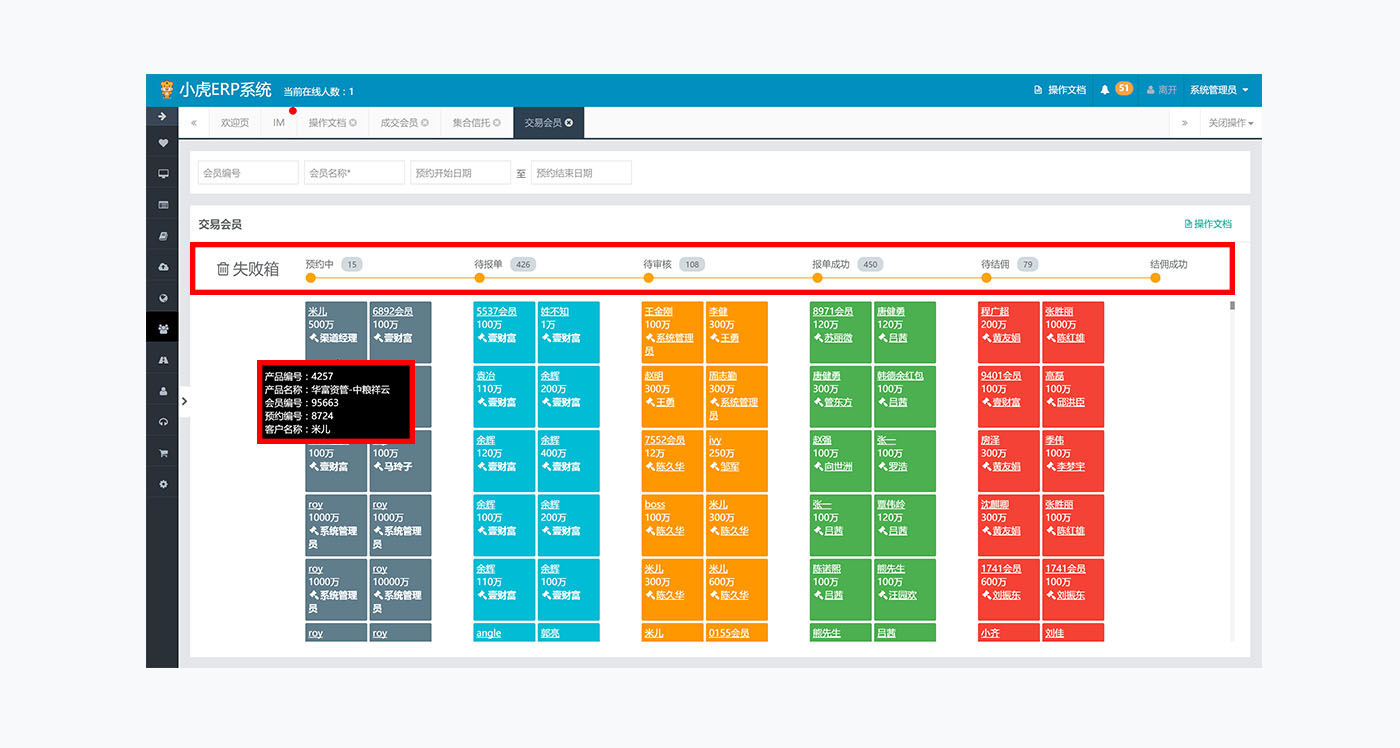 小虎ERP系统 当前在线人数：1 操作文档 51 离开 系统管理员
欢迎页 IM 操作文档 成交会员 集合信托 交易会员 关闭操作
会员编号 会员名称* 预约开始日期 至 预约结束日期
交易会员 操作文档
失败箱 预约中 15 待报单 426 待审核 108 报单成功 450 待结佣 79 结佣成功
米儿 6892会员 5537会员 姓不知 王金刚 李健 8971会员 唐健勇 程广超 张胜丽
500万 100万 100万 1万 100万 300万 120万 120万 200万 1000万
渠道经理 壹财富 壹财富 壹财富 系统管理员 王勇 苏丽微 吕茜 黄友娟 陈红雄
产品编号：4257
产品名称：华富资管-中粮祥云
会员编号：95663
预约编号：8724
客户名称：米儿
袁冶 余辉 赵明 周志勤 唐健勇 韩德余红包 9401会员 高磊
110万 200万 300万 300万 300万 100万 100万 100万
壹财富 壹财富 王勇 系统管理员 管东方 吕茜 壹财富 邱洪臣
余辉 余辉 7552会员 ivy 赵强 张一 房泽 季伟
100万 100万 120万 400万 12万 250万 100万 100万 300万 100万
壹财富 马玲子 壹财富 壹财富 陈久华 邹军 向世洲 罗浩 黄友娟 李梦宇
roy roy 余辉 余辉 boss 米儿 张一 覃伟龄 沈麒卿 张胜丽
1000万 1000万 100万 200万 100万 300万 100万 120万 300万 100万
系统管理员 系统管理员 壹财富 壹财富 陈久华 陈久华 吕茜 吕茜 黄友娟 陈红雄
roy roy 余辉 余辉 米儿 米儿 陈诺熙 熊先生 1741会员 1741会员
1000万 10000万 110万 100万 300万 600万 100万 100万 600万 100万
系统管理员 系统管理员 壹财富 壹财富 陈久华 陈久华 吕茜 汪园欢 刘振东 刘振东
roy roy angle 郭亮 米儿 0155会员 熊先生 吕茜 小齐 刘佳